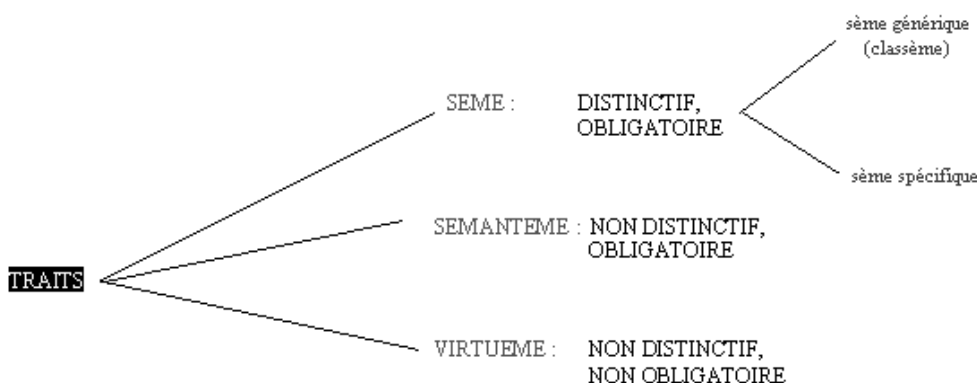 sème générique
(classème)
SEME : DISTINCTIF,
OBLIGATOIRE
sème spécifique
SEMANTEME : NON DISTINCTIF,
OBLIGATOIRE
TRAITS
VIRTUEME : NON DISTINCTIF,
NON OBLIGATOIRE